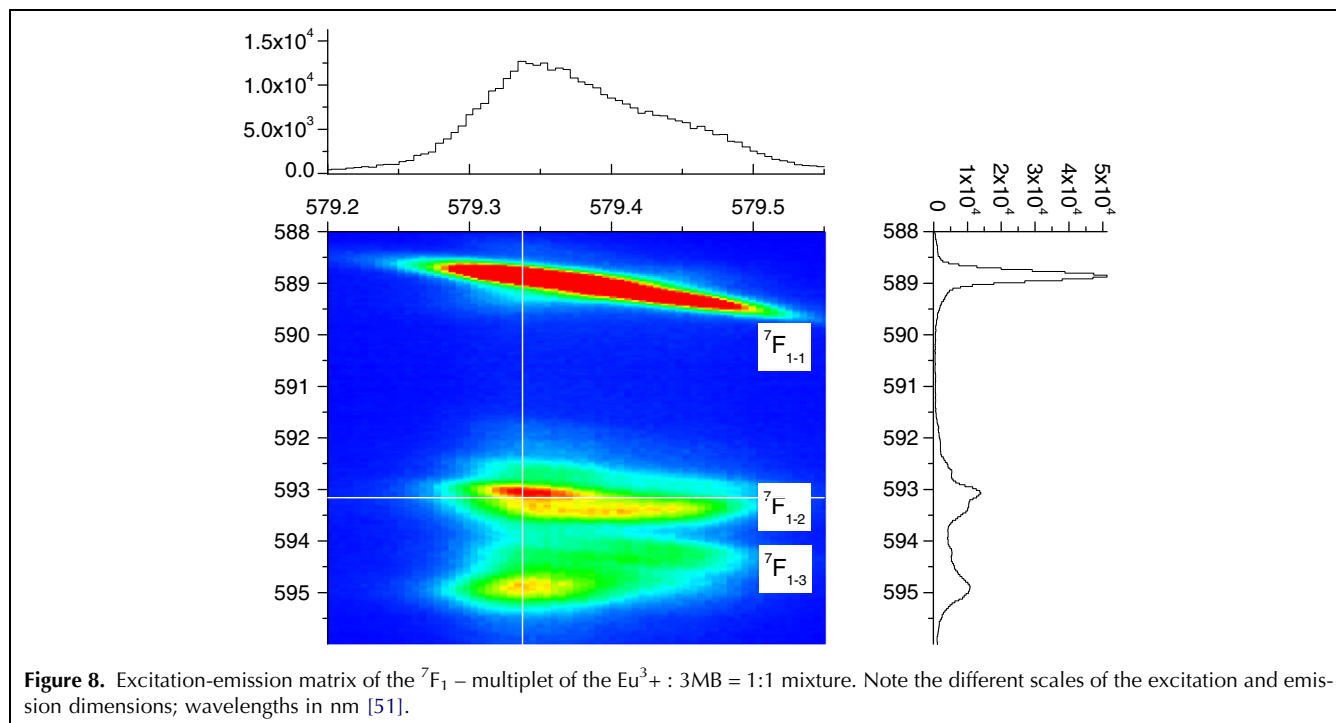 1.5x10⁴
1.0x10⁴
5.0x10³
0.0
579.2 579.3 579.4 579.5
0 1x10⁴ 2x10⁴ 3x10⁴ 4x10⁴ 5x10⁴
588
589
590
591
592
593
594
595
⁷F₁₋₁
⁷F₁₋₂
⁷F₁₋₃
588
589
590
591
592
593
594
595
Figure 8. Excitation-emission matrix of the ⁷F₁ – multiplet of the Eu³+ : 3MB = 1:1 mixture. Note the different scales of the excitation and emis-
sion dimensions; wavelengths in nm [51].